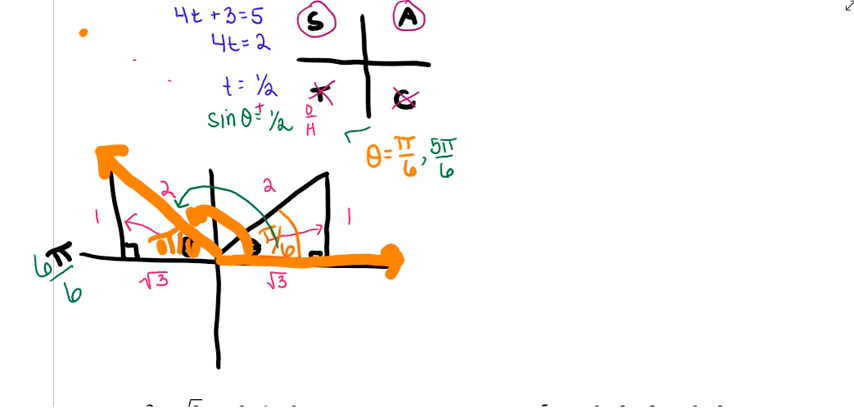 4t + 3 = 5
4t = 2
t = 1/2
sin θ = 1/2
+
O/H
S A
T C
θ = π/6, 5π/6
2 2
1 1
π/6
6π/6
√3 √3